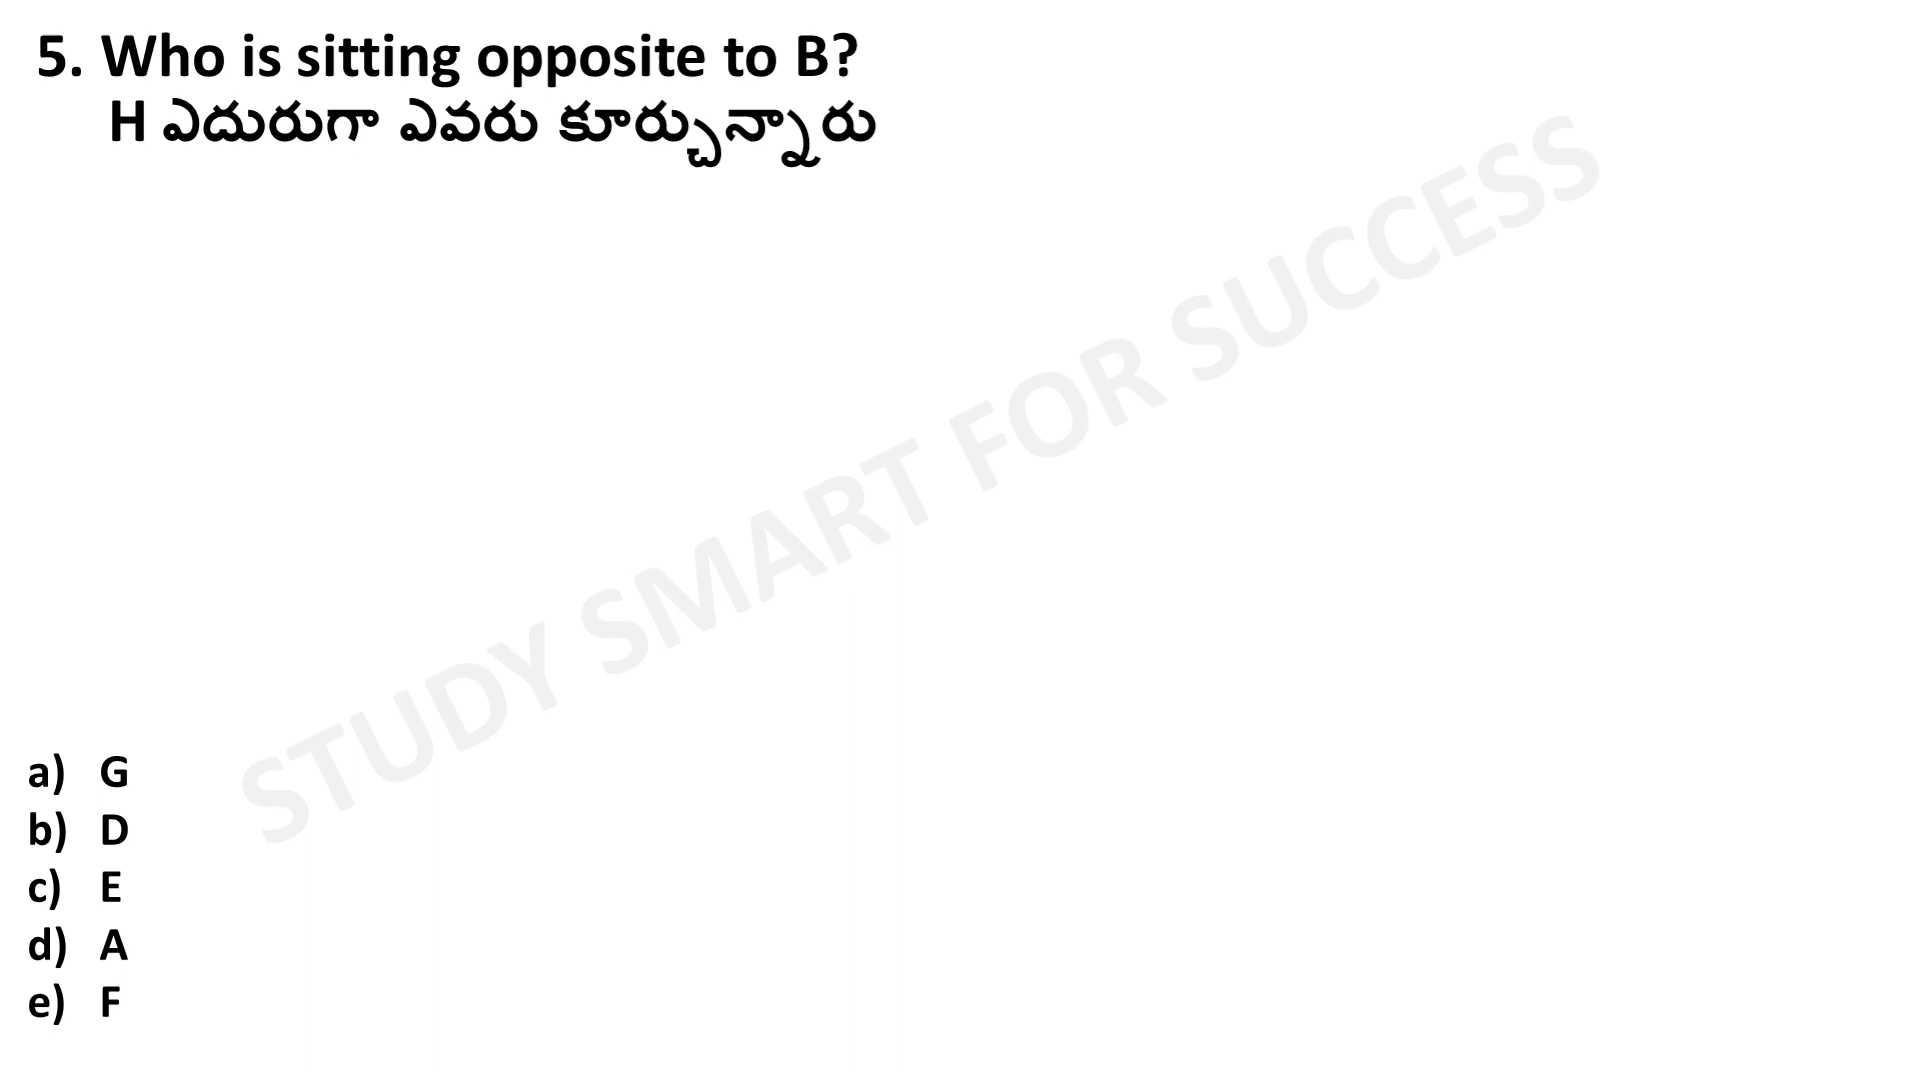 5. Who is sitting opposite to B?
H ఎదురుగా ఎవరు కూర్చున్నారు
STUDY SMART FOR SUCCESS
a) G
b) D
c) E
d) A
e) F